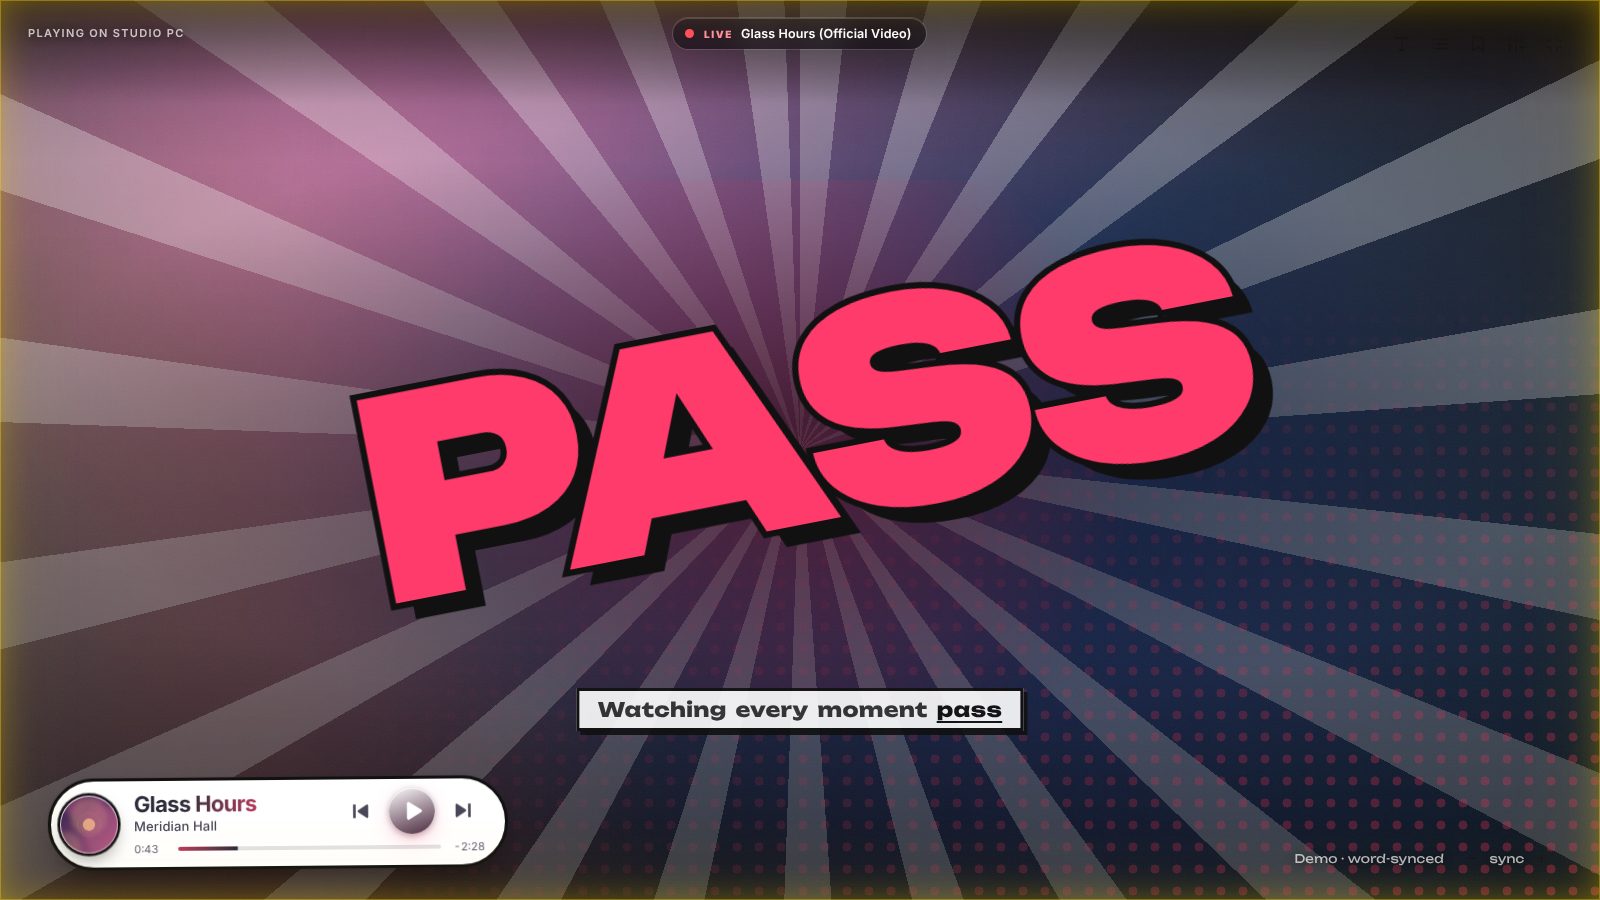 PLAYING ON STUDIO PC
LIVE Glass Hours (Official Video)
PASS
Watching every moment pass
Glass Hours
Meridian Hall
0:43
-2:28
Demo · word-synced
sync